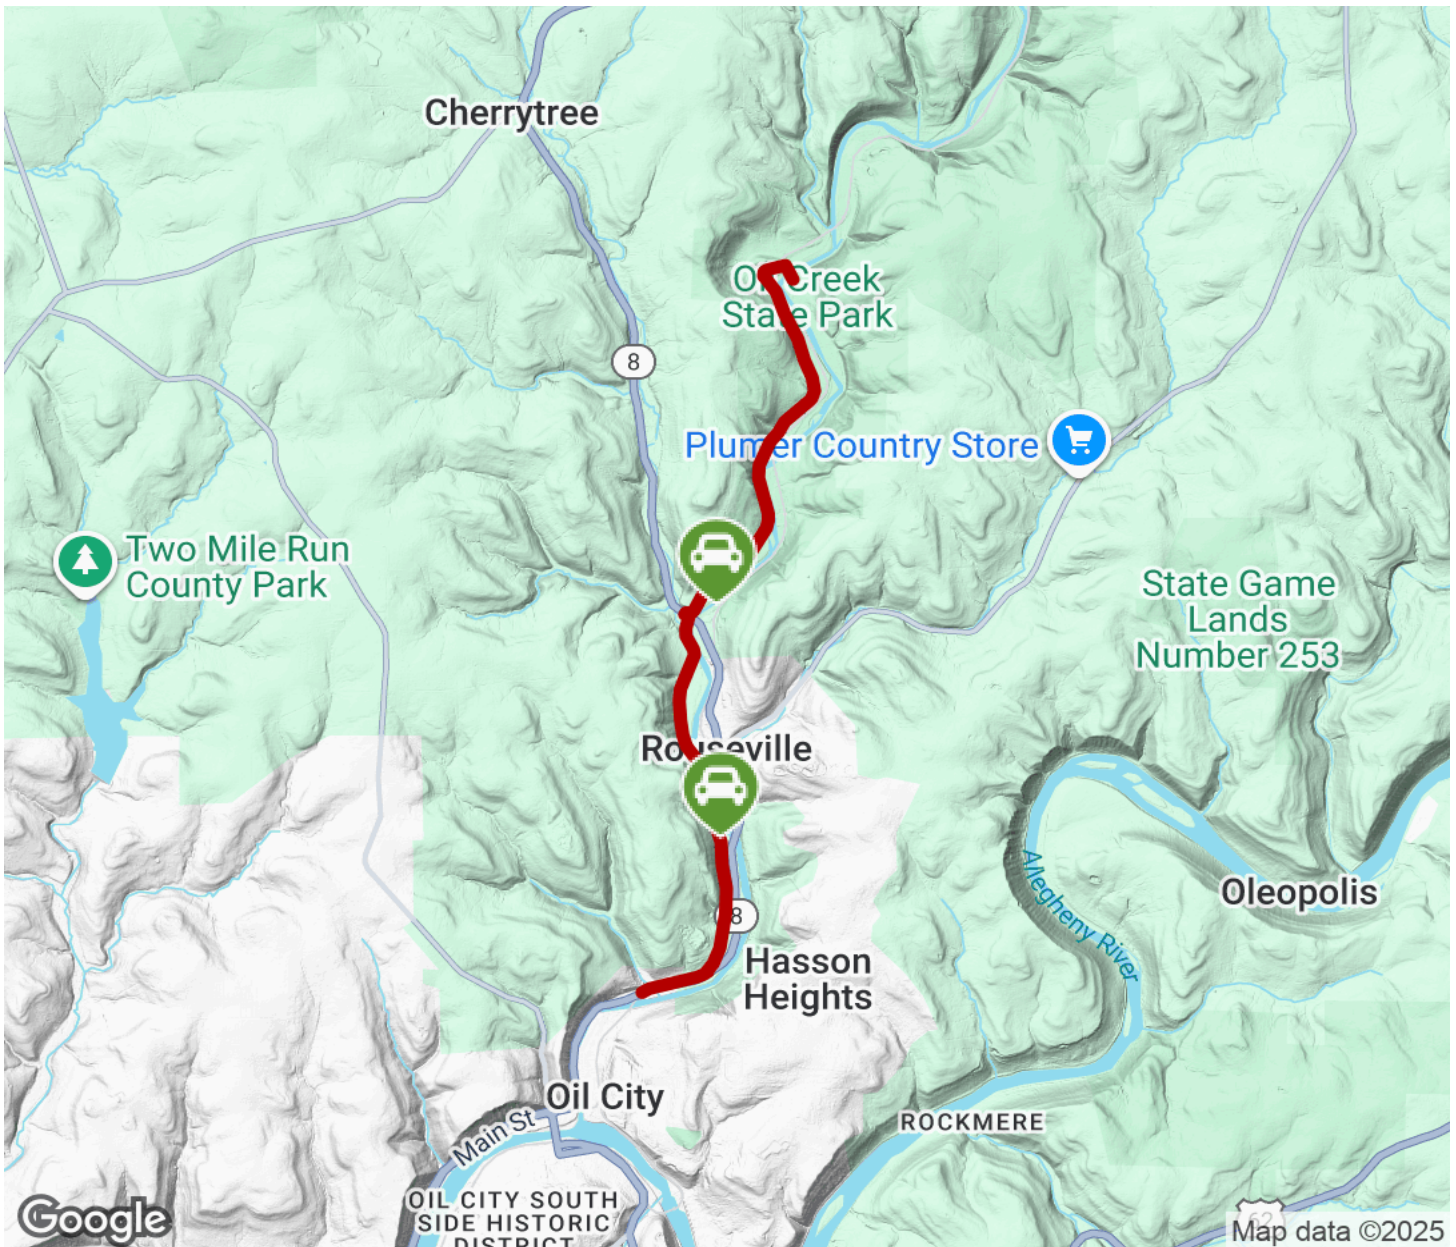 Cherrytree
Oil Creek
State Park
8
Plumer Country Store
Two Mile Run
County Park
State Game
Lands
Number 253
Rouseville
Allegheny River
Oleopolis
8
Hasson
Heights
Oil City
Main St
ROCKMERE
OIL CITY SOUTH
SIDE HISTORIC
DISTRICT
62
Google
Map data ©2025